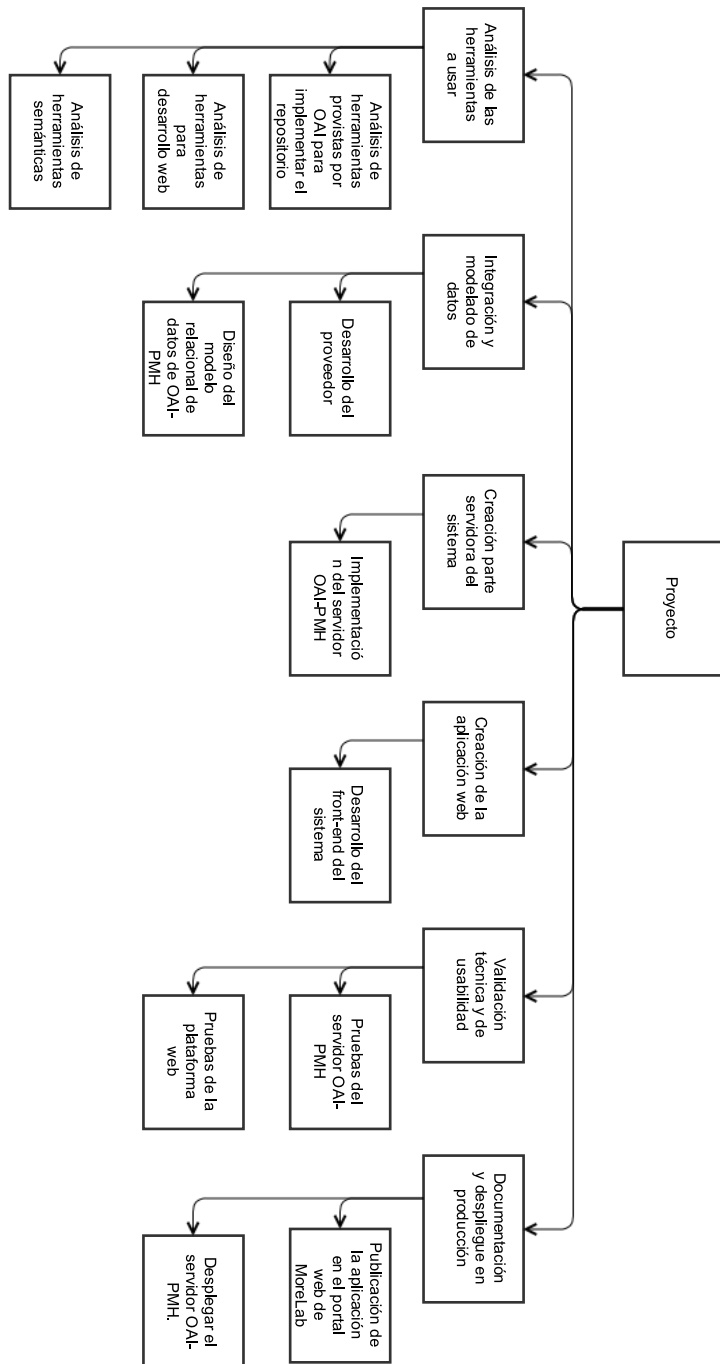 Proyecto
Análisis de las
herramientas
a usar
Análisis de
herramientas
provistas por
OAI para
implementar el
repositorio
Análisis de
herramientas
para
desarrollo web
Análisis de
herramientas
semánticas
Integración y
modelado de
datos
Desarrollo del
proveedor
Diseño del
modelo
relacional de
datos de OAI-
PMH
Creación parte
servidora del
sistema
Implementació
n del servidor
OAI-PMH
Creación de la
aplicación web
Desarrollo del
front-end del
sistema
Validación
técnica y de
usabilidad
Pruebas del
servidor OAI-
PMH
Pruebas de la
plataforma
web
Documentación
y despliegue en
producción
Publicación de
la aplicación
en el portal
web de
MoreLab
Desplegar el
servidor OAI-
PMH.